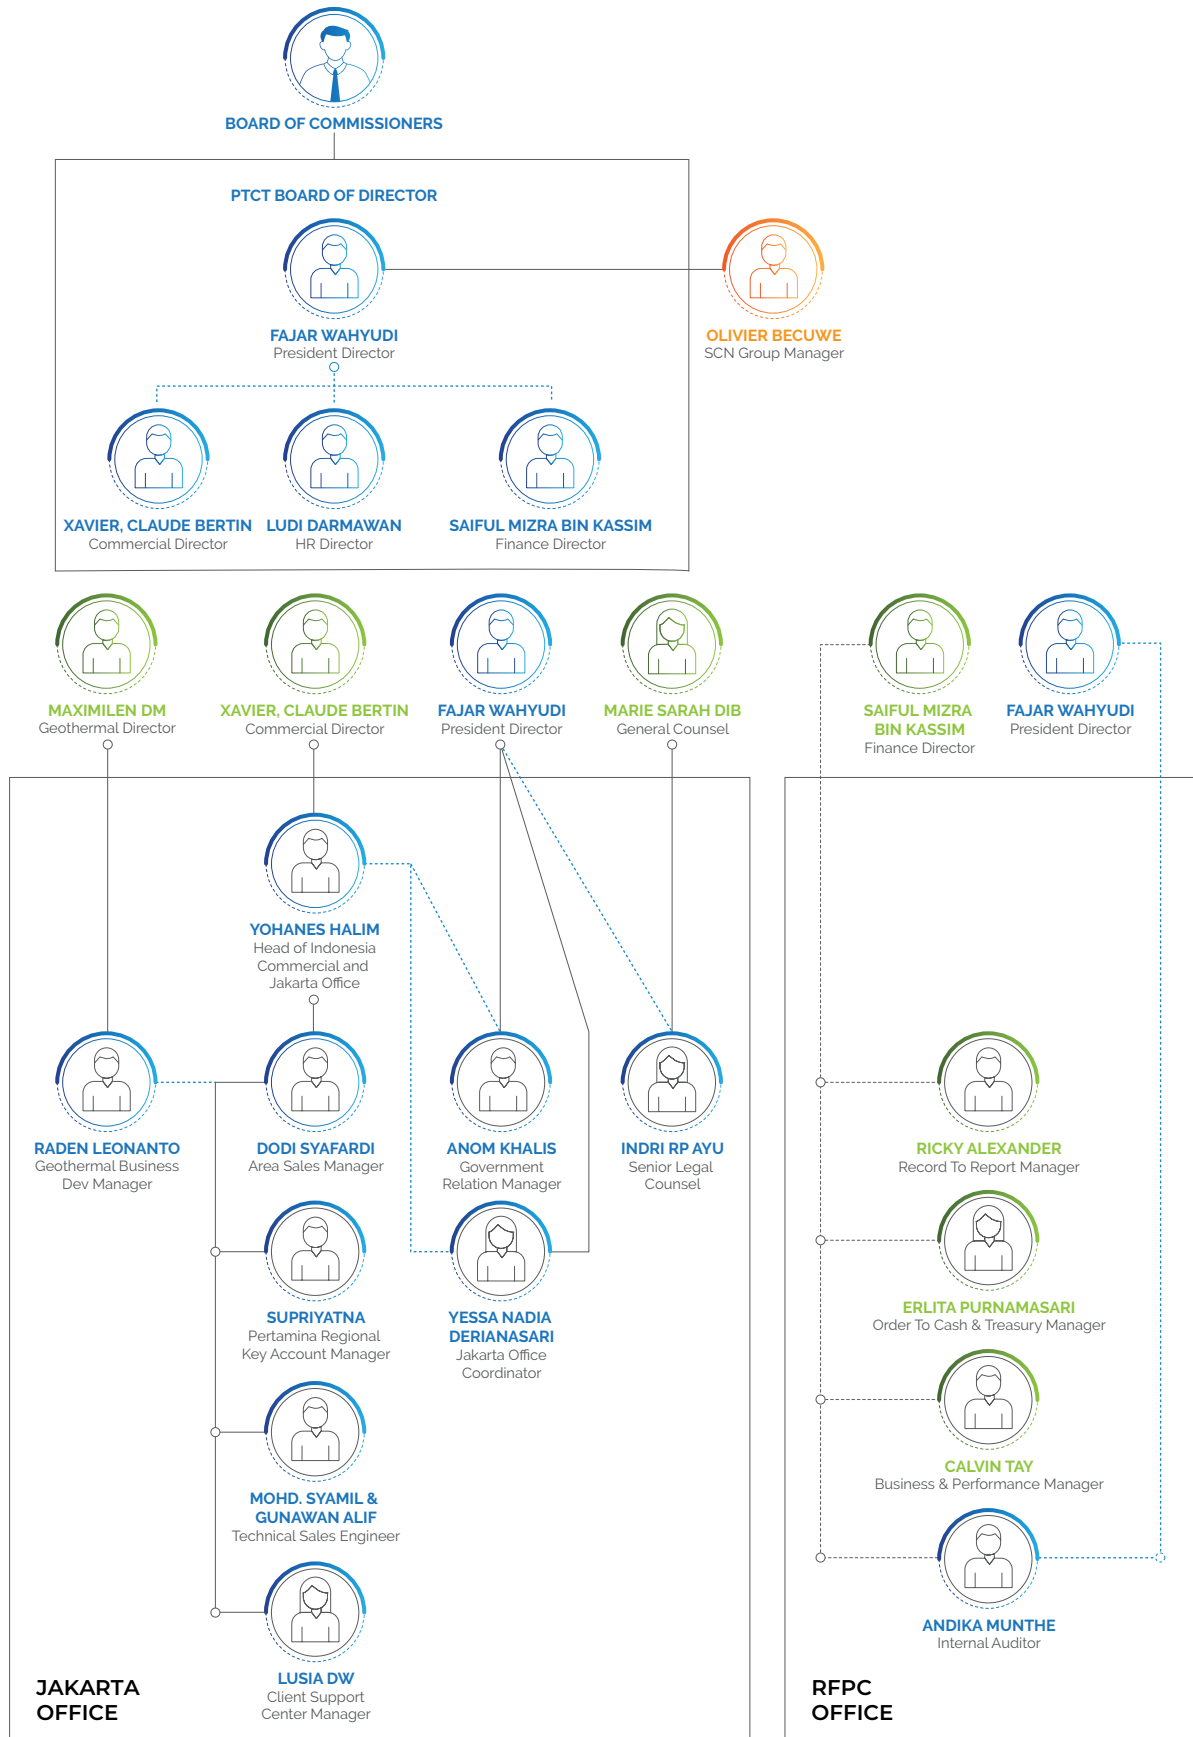 BOARD OF COMMISSIONERS
PTCT BOARD OF DIRECTOR
FAJAR WAHYUDI
President Director
OLIVIER BECUWE
SCN Group Manager
XAVIER, CLAUDE BERTIN
Commercial Director
LUDI DARMAWAN
HR Director
SAIFUL MIZRA BIN KASSIM
Finance Director
MAXIMILEN DM
Geothermal Director
XAVIER, CLAUDE BERTIN
Commercial Director
FAJAR WAHYUDI
President Director
MARIE SARAH DIB
General Counsel
SAIFUL MIZRA
BIN KASSIM
Finance Director
FAJAR WAHYUDI
President Director
YOHANES HALIM
Head of Indonesia
Commercial and
Jakarta Office
RADEN LEONANTO
Geothermal Business
Dev Manager
DODI SYAFARDI
Area Sales Manager
ANOM KHALIS
Government
Relation Manager
INDRI RP AYU
Senior Legal
Counsel
SUPRIYATNA
Pertamina Regional
Key Account Manager
YESSA NADIA
DERIANASARI
Jakarta Office
Coordinator
MOHD. SYAMIL &
GUNAWAN ALIF
Technical Sales Engineer
LUSIA DW
Client Support
Center Manager
JAKARTA
OFFICE
RICKY ALEXANDER
Record To Report Manager
ERLITA PURNAMASARI
Order To Cash & Treasury Manager
CALVIN TAY
Business & Performance Manager
ANDIKA MUNTHE
Internal Auditor
RFPC
OFFICE